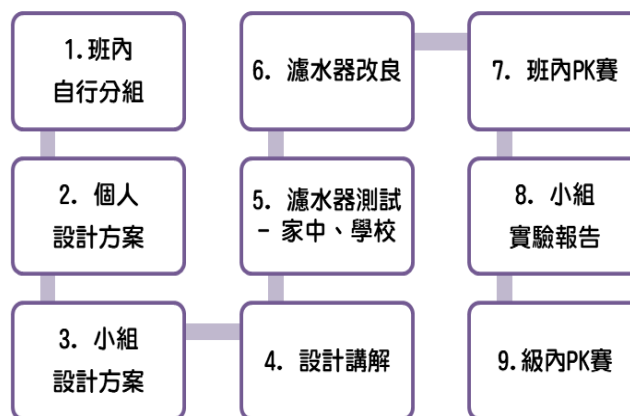 1.班內
自行分組
2. 個人
設計方案
3. 小組
設計方案
4. 設計講解
5. 濾水器測試
- 家中、學校
6. 濾水器改良
7. 班內PK賽
8. 小組
實驗報告
9.級內PK賽